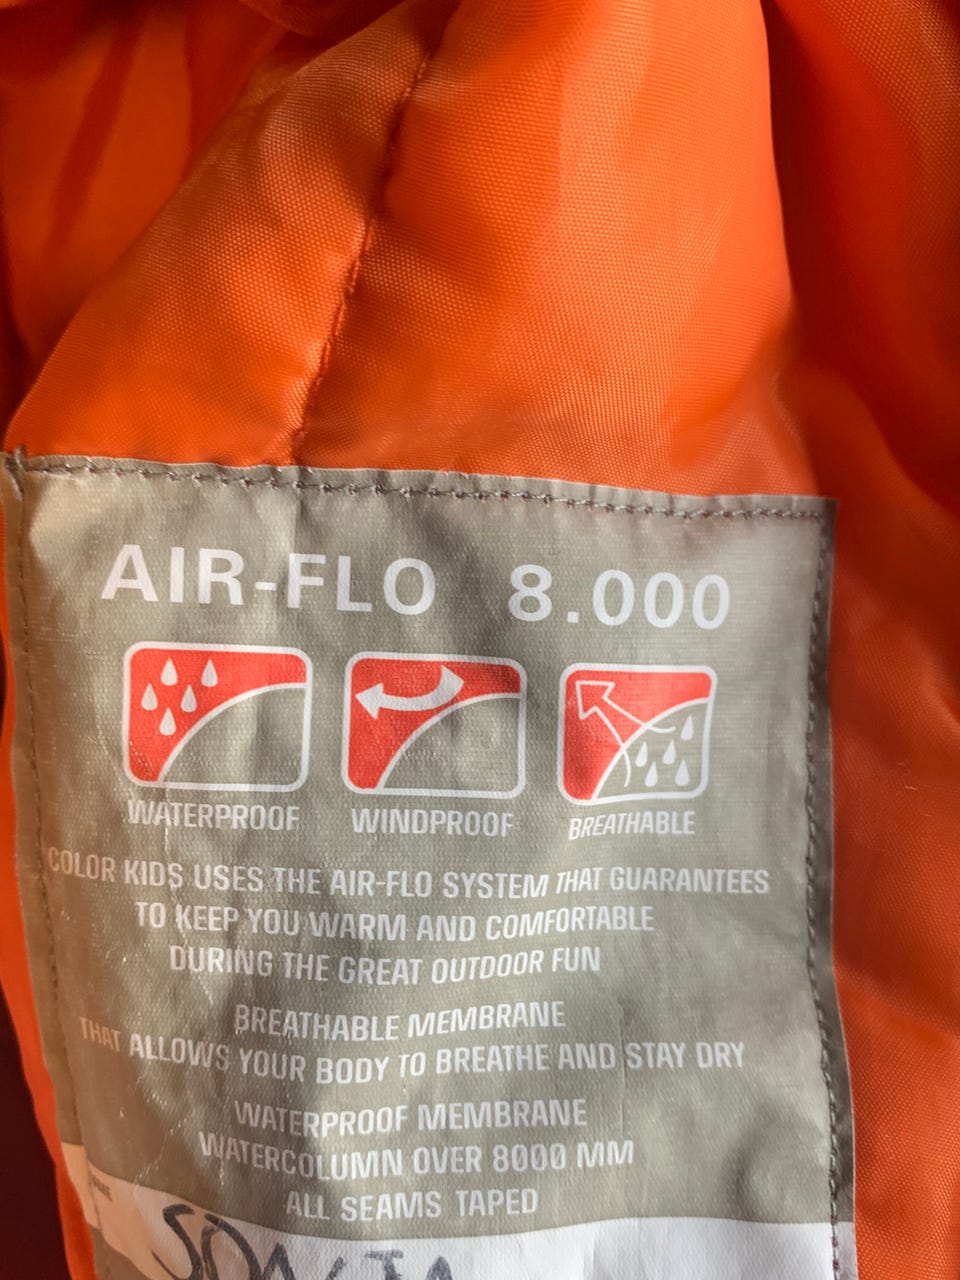 AIR-FLO 8.000
WATERPROOF WINDPROOF BREATHABLE
COLOR KIDS USES THE AIR-FLO SYSTEM THAT GUARANTEES
TO KEEP YOU WARM AND COMFORTABLE
DURING THE GREAT OUTDOOR FUN
BREATHABLE MEMBRANE
THAT ALLOWS YOUR BODY TO BREATHE AND STAY DRY
WATERPROOF MEMBRANE
WATERCOLUMN OVER 8000 MM
ALL SEAMS TAPED
NAME